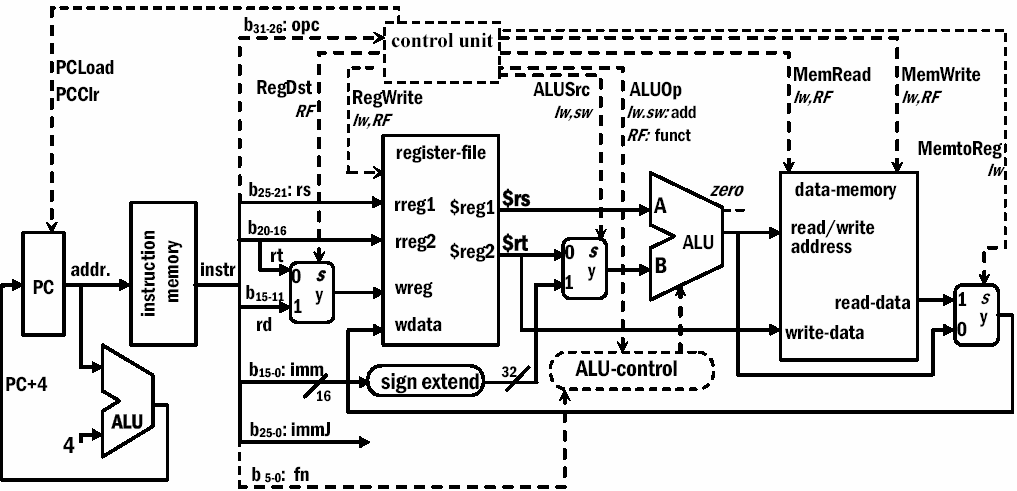 b31-26: opc
control unit
PCLoad
PCClr
RegDst
RF
RegWrite
lw,RF
ALUSrc
lw,sw
ALUOp
lw.sw: add
RF: funct
MemRead
lw,RF
MemWrite
lw,RF
MemtoReg
lw
register-file
b25-21: rs
rreg1
$reg1
$rs
A
zero
data-memory
b20-16
rreg2
$reg2
$rt
0
s
y
1
ALU
B
read/write
address
PC
addr.
instruction
memory
instr
rt
0
s
y
1
b15-11
rd
wreg
wdata
read-data
write-data
1
s
y
0
PC+4
ALU
4
b15-0: imm
16
sign extend
32
ALU-control
b25-0: immJ
b 5-0: fn